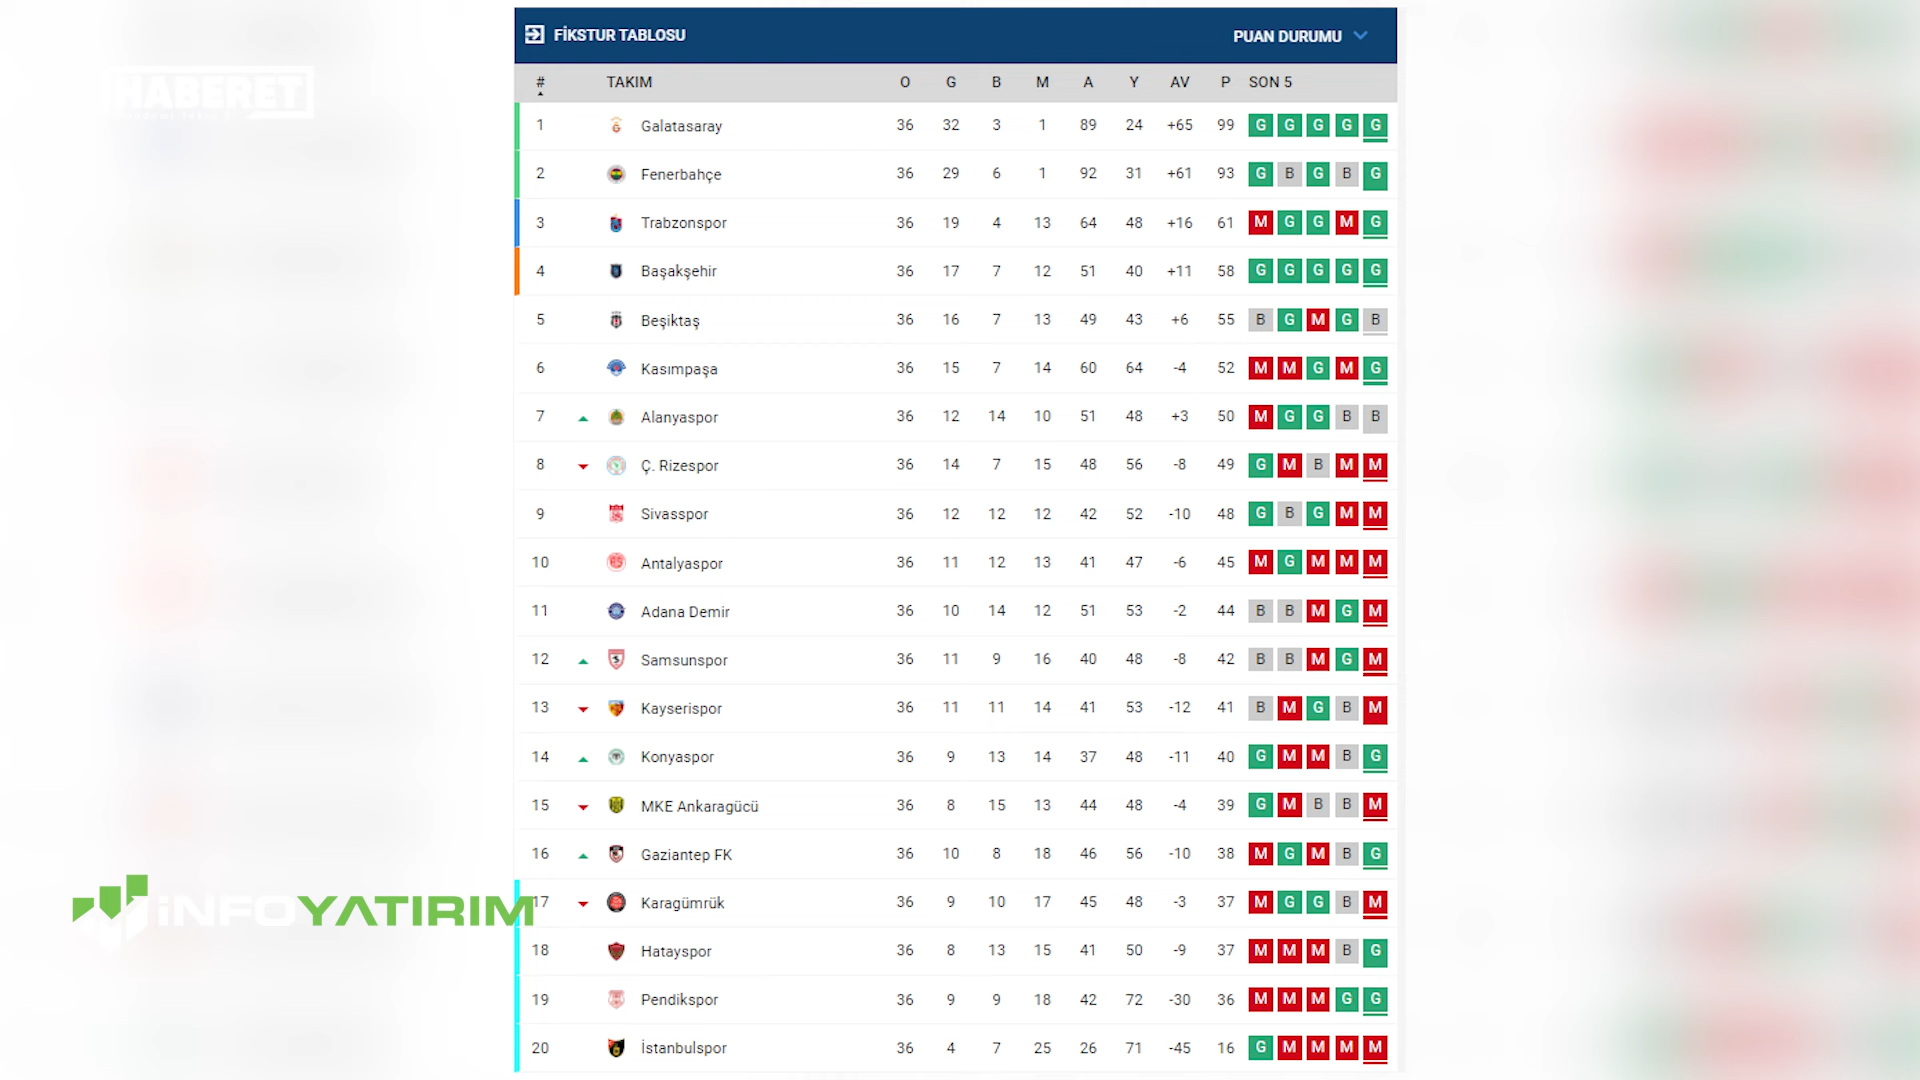 FİKSTUR TABLOSU PUAN DURUMU
HABERET
# TAKIM O G B M A Y AV P SON 5
1 Galatasaray 36 32 3 1 89 24 +65 99 G G G G G
2 Fenerbahçe 36 29 6 1 92 31 +61 93 G B G B G
3 Trabzonspor 36 19 4 13 64 48 +16 61 M G G M G
4 Başakşehir 36 17 7 12 51 40 +11 58 G G G G G
5 Beşiktaş 36 16 7 13 49 43 +6 55 B G M G B
6 Kasımpaşa 36 15 7 14 60 64 -4 52 M M G M G
7 Alanyaspor 36 12 14 10 51 48 +3 50 M G G B B
8 Ç. Rizespor 36 14 7 15 48 56 -8 49 G M B M M
9 Sivasspor 36 12 12 12 42 52 -10 48 G B G M M
10 Antalyaspor 36 11 12 13 41 47 -6 45 M G M M M
11 Adana Demir 36 10 14 12 51 53 -2 44 B B M G M
12 Samsunspor 36 11 9 16 40 48 -8 42 B B M G M
13 Kayserispor 36 11 11 14 41 53 -12 41 B M G B M
14 Konyaspor 36 9 13 14 37 48 -11 40 G M M B G
15 MKE Ankaragücü 36 8 15 13 44 48 -4 39 G M B B M
16 Gaziantep FK 36 10 8 18 46 56 -10 38 M G M B G
iNFOYATIRIM
17 Karagümrük 36 9 10 17 45 48 -3 37 M G G B M
18 Hatayspor 36 8 13 15 41 50 -9 37 M M M B G
19 Pendikspor 36 9 9 18 42 72 -30 36 M M M G G
20 İstanbulspor 36 4 7 25 26 71 -45 16 G M M M M